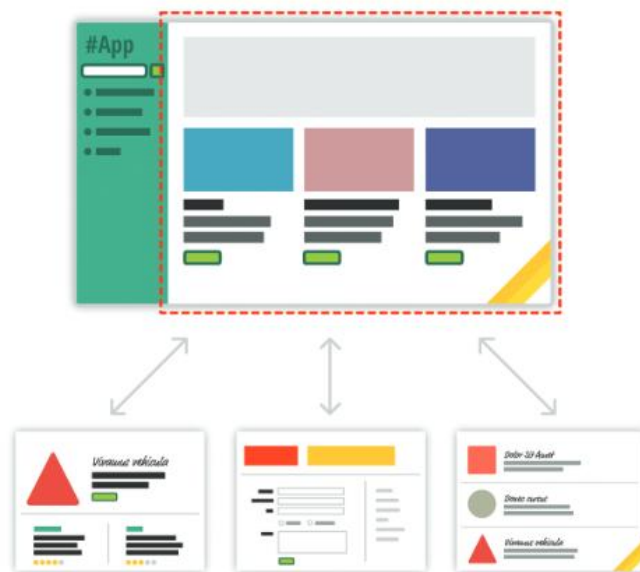 #App
Vivamus vehicula
Dolor Sit Amet
Donec cursus
Vivamus vehicula